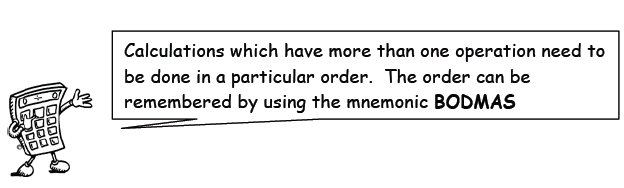 Calculations which have more than one operation need to
be done in a particular order.  The order can be
remembered by using the mnemonic BODMAS